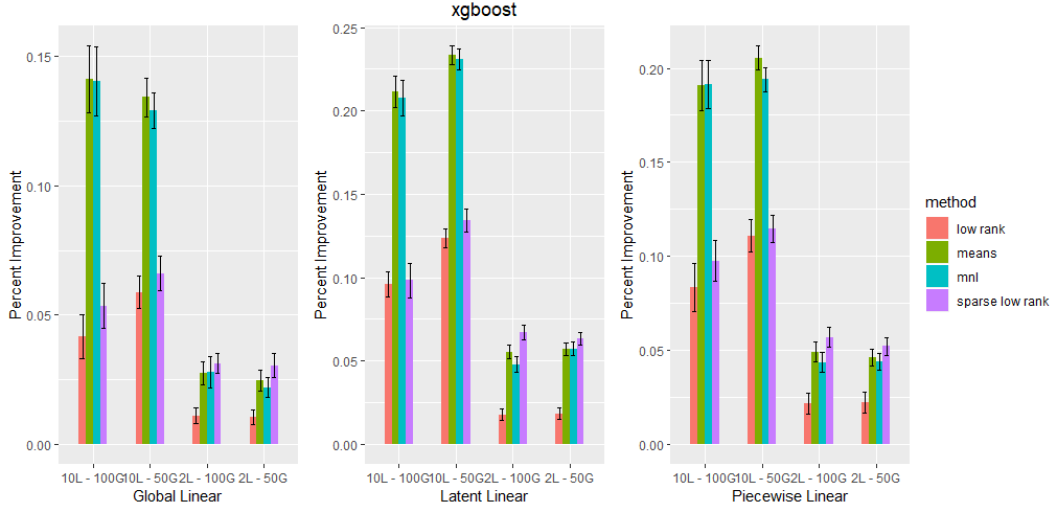 xgboost
Percent Improvement
0.15
0.10
0.05
0.00
10L - 100G 10L - 50G 2L - 100G 2L - 50G
Global Linear
Percent Improvement
0.25
0.20
0.15
0.10
0.05
0.00
10L - 100G 10L - 50G 2L - 100G 2L - 50G
Latent Linear
Percent Improvement
0.20
0.15
0.10
0.05
0.00
10L - 100G 10L - 50G 2L - 100G 2L - 50G
Piecewise Linear
method
low rank
means
mnl
sparse low rank